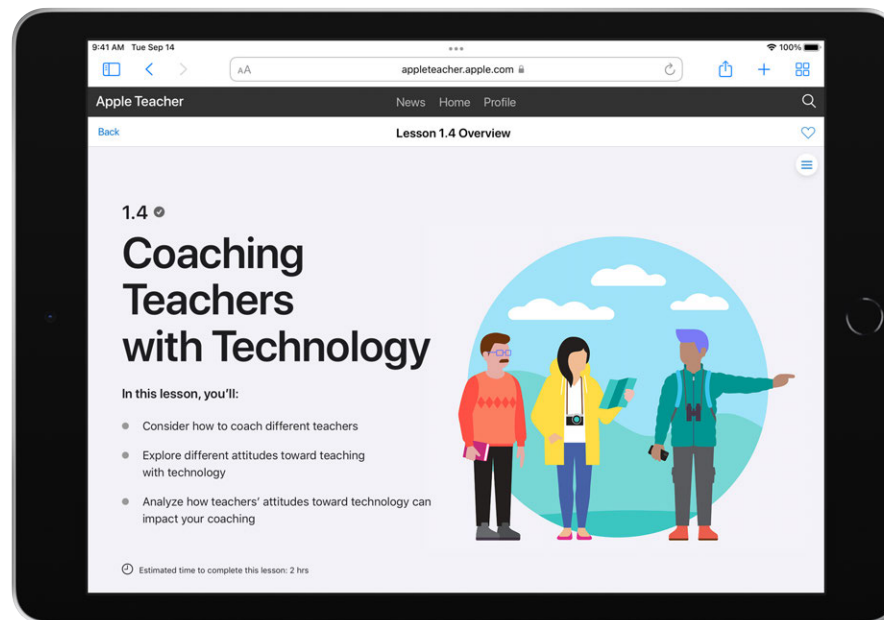 9:41 AM Tue Sep 14
100%
AA
appleteacher.apple.com
Apple Teacher
News Home Profile
Back
Lesson 1.4 Overview
1.4
Coaching
Teachers
with Technology
In this lesson, you'll:
Consider how to coach different teachers
Explore different attitudes toward teaching
with technology
Analyze how teachers' attitudes toward technology can
impact your coaching
Estimated time to complete this lesson: 2 hrs